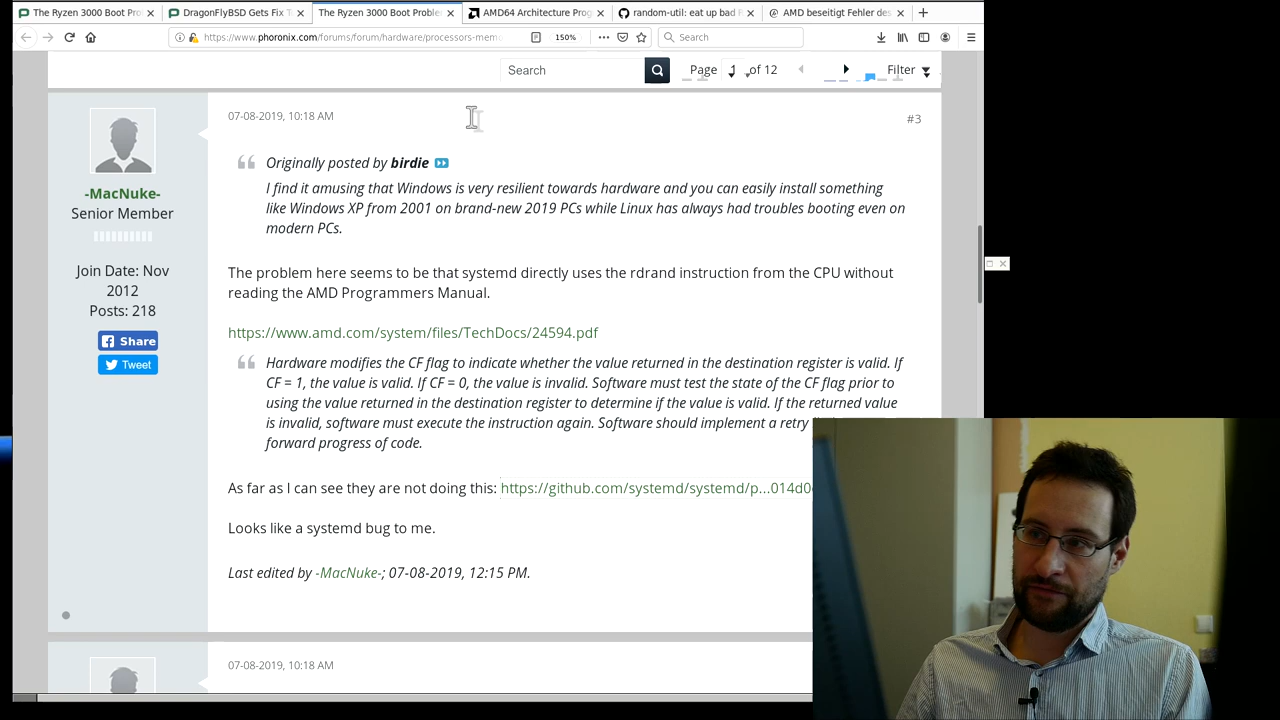 The Ryzen 3000 Boot Pro
DragonFlyBSD Gets Fix T
The Ryzen 3000 Boot Proble
AMD64 Architecture Prog
random-util: eat up bad
AMD beseitigt Fehler des
https://www.phoronix.com/forums/forum/hardware/processors-mem
150%
Search
Search
Page 1 of 12
Filter
07-08-2019, 10:18 AM
#3
-MacNuke-
Senior Member
Join Date: Nov
2012
Posts: 218
Share
Tweet
Originally posted by birdie
I find it amusing that Windows is very resilient towards hardware and you can easily install something
like Windows XP from 2001 on brand-new 2019 PCs while Linux has always had troubles booting even on
modern PCs.
The problem here seems to be that systemd directly uses the rdrand instruction from the CPU without
reading the AMD Programmers Manual.
https://www.amd.com/system/files/TechDocs/24594.pdf
Hardware modifies the CF flag to indicate whether the value returned in the destination register is valid. If
CF = 1, the value is valid. If CF = 0, the value is invalid. Software must test the state of the CF flag prior to
using the value returned in the destination register to determine if the value is valid. If the returned value
is invalid, software must execute the instruction again. Software should implement a retry
forward progress of code.
As far as I can see they are not doing this: https://github.com/systemd/systemd/p...014d0
Looks like a systemd bug to me.
Last edited by -MacNuke-; 07-08-2019, 12:15 PM.
07-08-2019, 10:18 AM